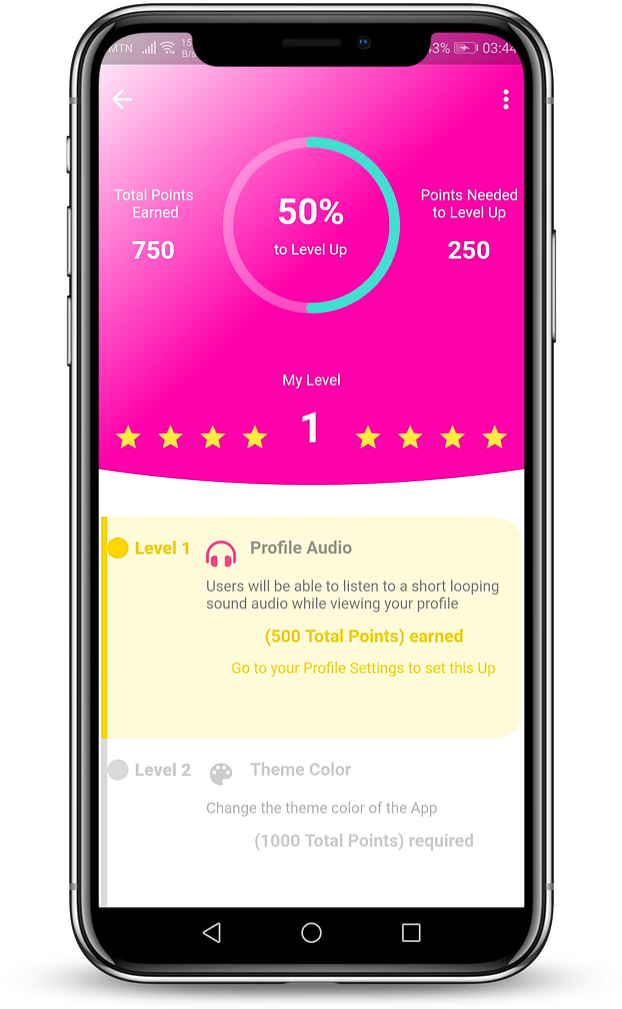 MTN
15
B/s
3%
03:44
Total Points
Earned
750
50%
to Level Up
Points Needed
to Level Up
250
My Level
1
Level 1
Profile Audio
Users will be able to listen to a short looping
sound audio while viewing your profile
(500 Total Points) earned
Go to your Profile Settings to set this Up
Level 2
Theme Color
Change the theme color of the App
(1000 Total Points) required